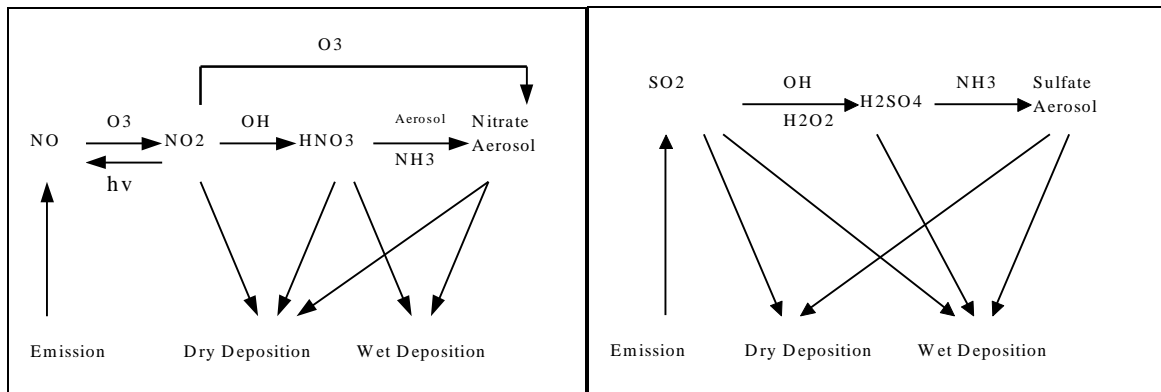 O3
O3
OH
Aerosol
Nitrate
NO
NO2
HNO3
Aerosol
NH3
hv
Emission
Dry Deposition
Wet Deposition
SO2
OH
NH3
Sulfate
H2SO4
Aerosol
H2O2
Emission
Dry Deposition
Wet Deposition